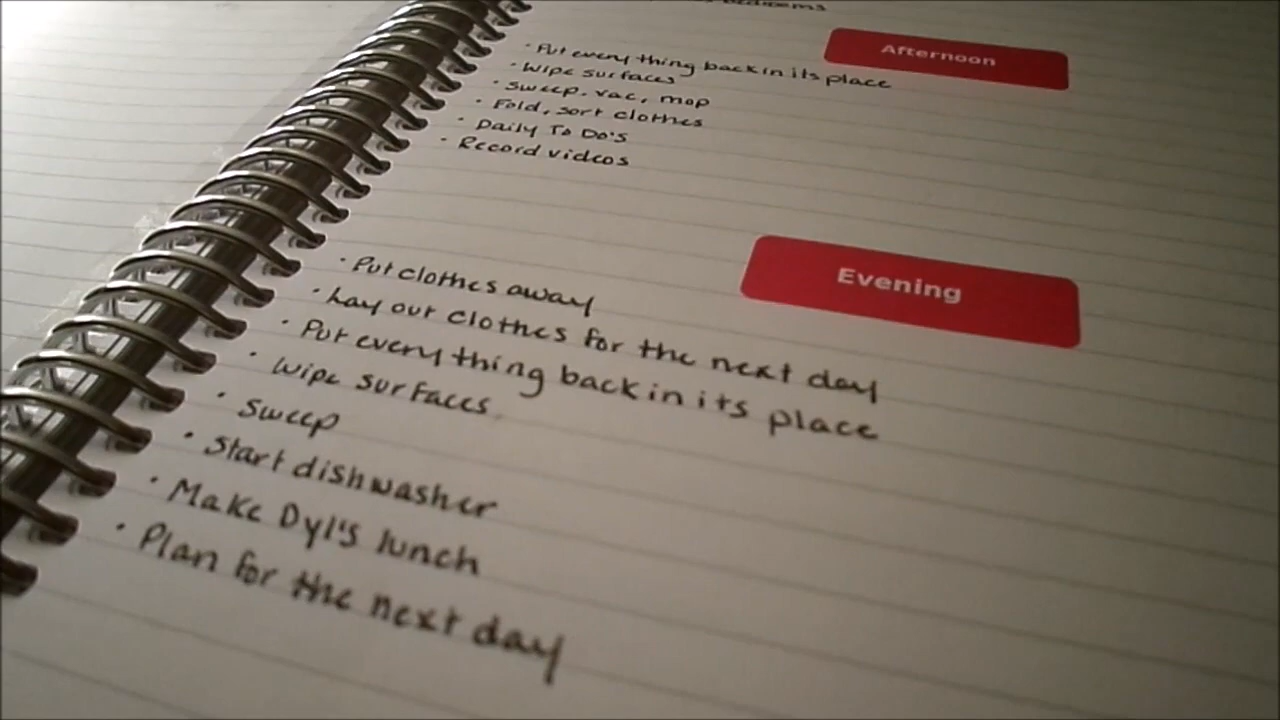 Afternoon
· Put everything back in its place
· Wipe surfaces
· Sweep, vac, mop
· Fold, sort clothes
· Daily To Do's
· Record videos
Evening
· Put clothes away
· Lay out clothes for the next day
· Put everything back in its place
· Wipe surfaces
· Sweep
· Start dishwasher
· Make Dyl's lunch
· Plan for the next day